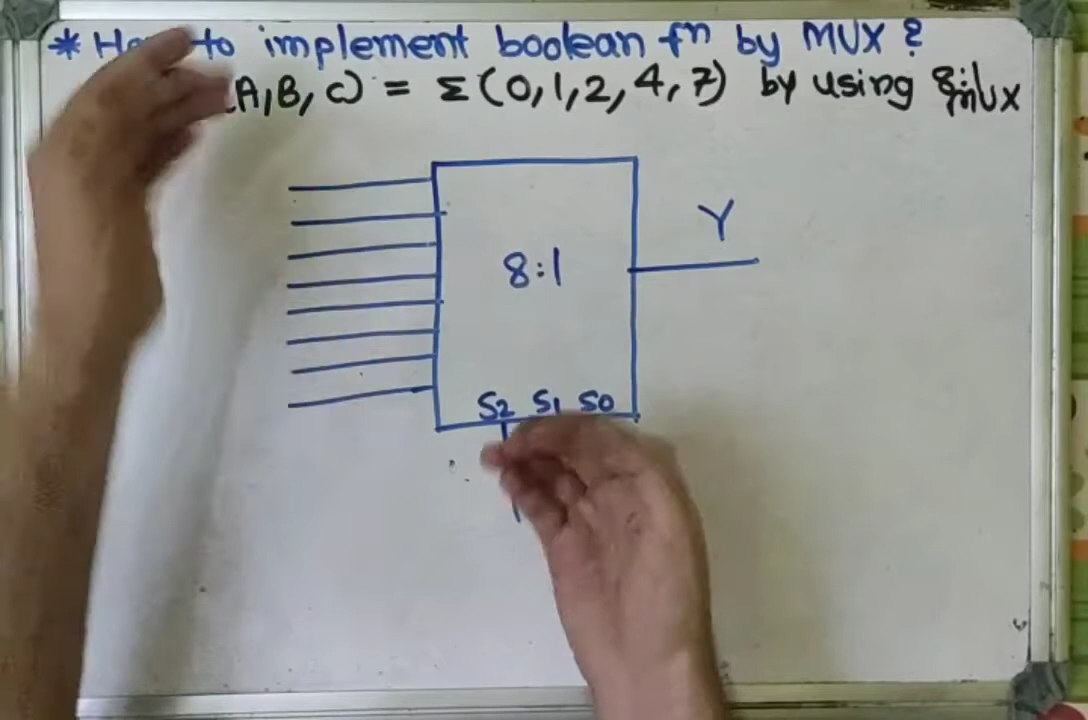 * How to implement boolean fⁿ by MUX ?
(A,B,C) = Σ(0,1,2,4,7) by using 8:1 MUX
Y
8:1
S2 S1 S0